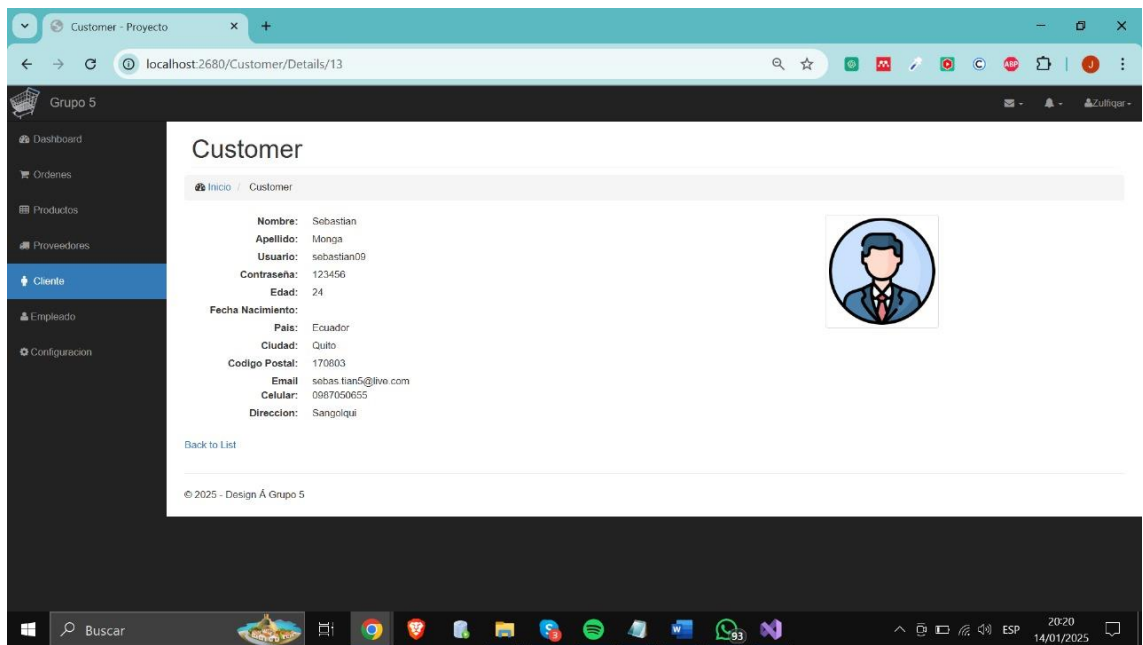 Customer - Proyecto
localhost:2680/Customer/Details/13
Grupo 5
Zulfiqar
Dashboard
Ordenes
Productos
Proveedores
Cliente
Empleado
Configuracion
Customer
Inicio / Customer
Nombre: Sebastian
Apellido: Monga
Usuario: sebastian09
Contraseña: 123456
Edad: 24
Fecha Nacimiento:
Pais: Ecuador
Ciudad: Quito
Codigo Postal: 170803
Email sebas.tian5@live.com
Celular: 0987050655
Direccion: Sangolqui
Back to List
© 2025 - Design Á Grupo 5
Buscar
93
ESP
20:20
14/01/2025